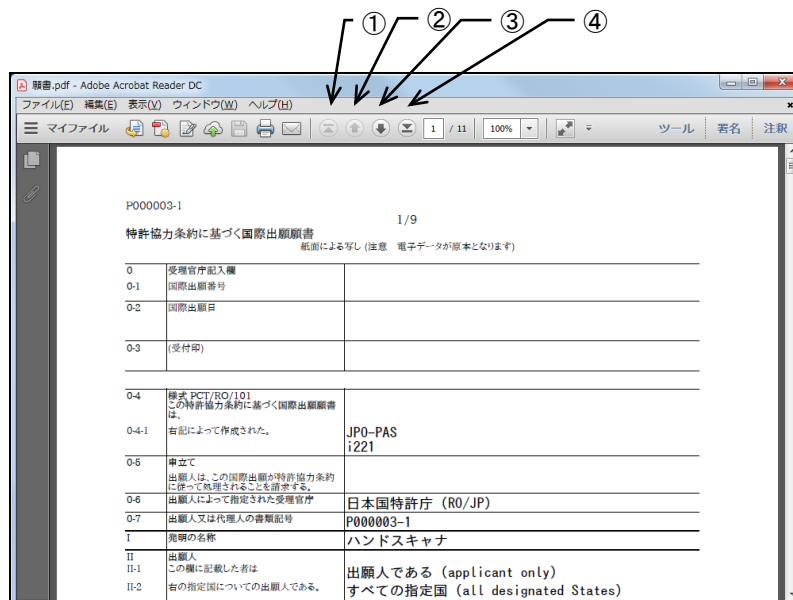 ① ② ③ ④
願書.pdf - Adobe Acrobat Reader DC
ファイル(F) 編集(E) 表示(V) ウィンドウ(W) ヘルプ(H)
マイファイル 1 / 11 100% ツール 署名 注釈
P000003-1
1/9
特許協力条約に基づく国際出願願書
紙面による写し (注意 電子データが原本となります)
0 受理官庁記入欄
0-1 国際出願番号
0-2 国際出願日
0-3 (受付印)
0-4 様式 PCT/RO/101
この特許協力条約に基づく国際出願願書
は、
0-4-1 右記によって作成された。 JPO-PAS
i221
0-5 申立て
出願人は、この国際出願が特許協力条約
に従って処理されることを請求する。
0-6 出願人によって指定された受理官庁 日本国特許庁 (RO/JP)
0-7 出願人又は代理人の書類記号 P000003-1
I 発明の名称 ハンドスキャナ
II 出願人
II-1 この欄に記載した者は 出願人である (applicant only)
II-2 右の指定国についての出願人である。 すべての指定国 (all designated States)